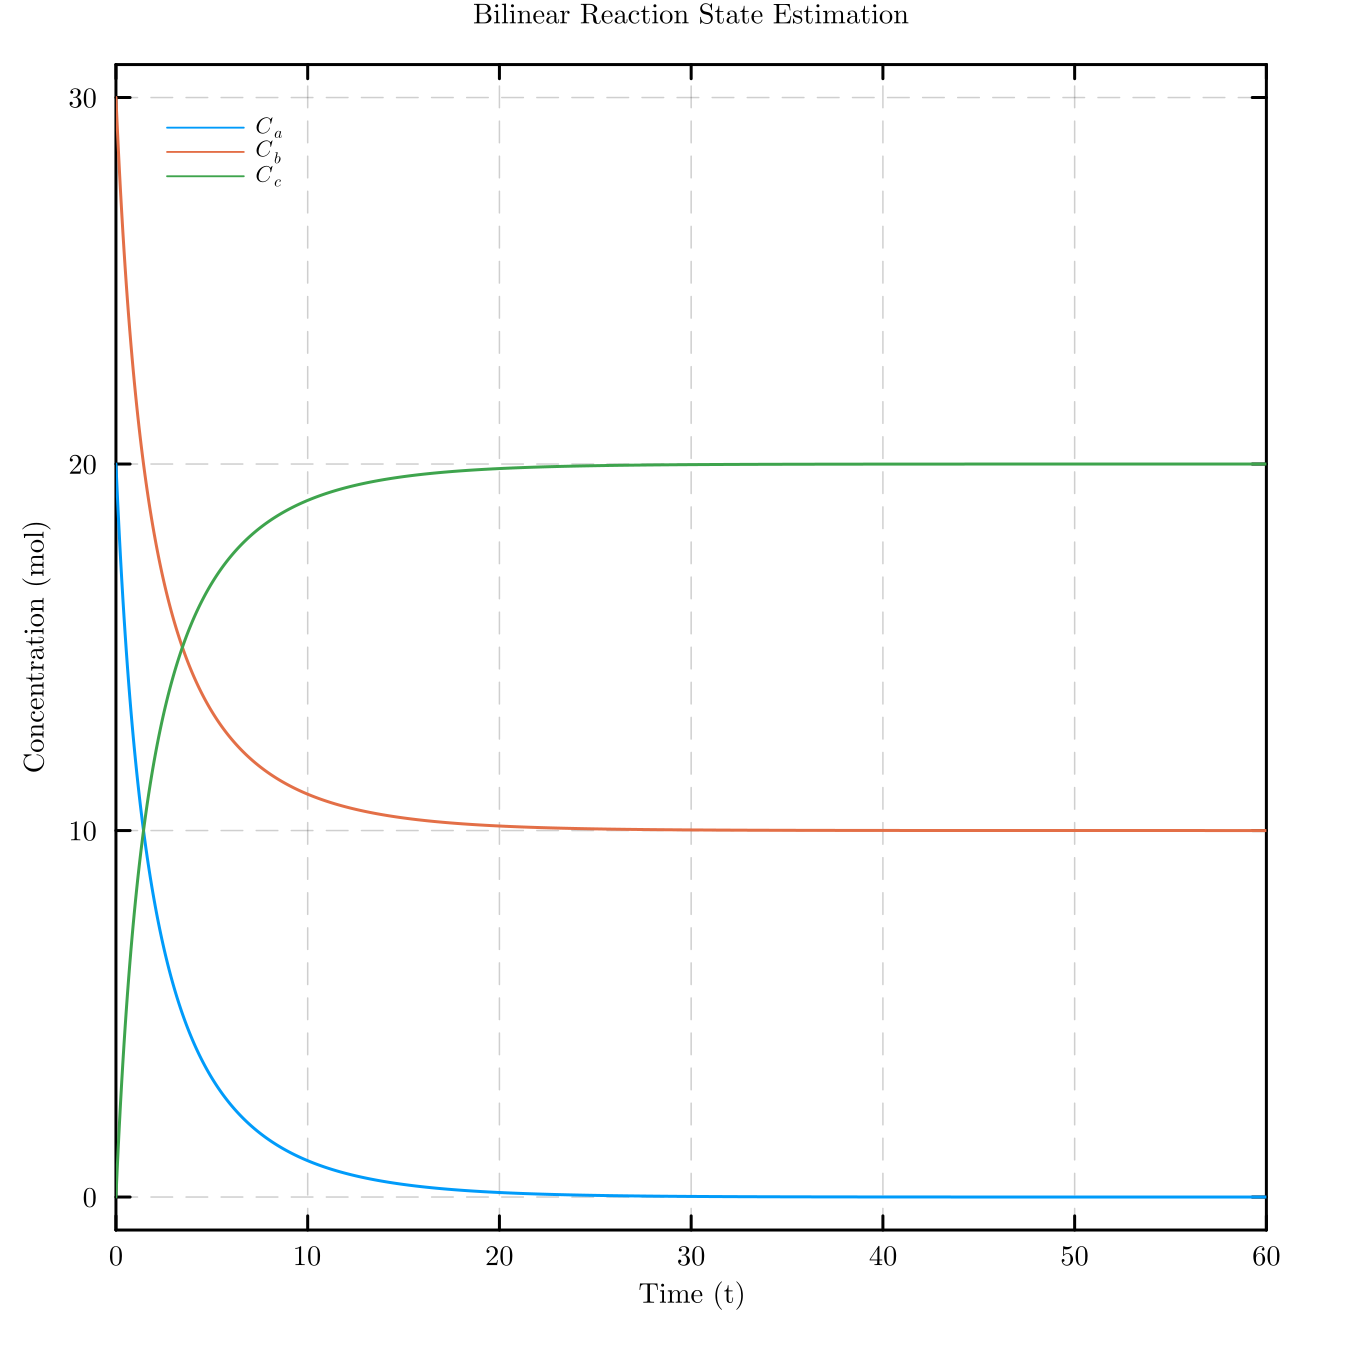 Bilinear Reaction State Estimation
30
C_a
C_b
C_c
20
Concentration (mol)
10
0
0 10 20 30 40 50 60
Time (t)